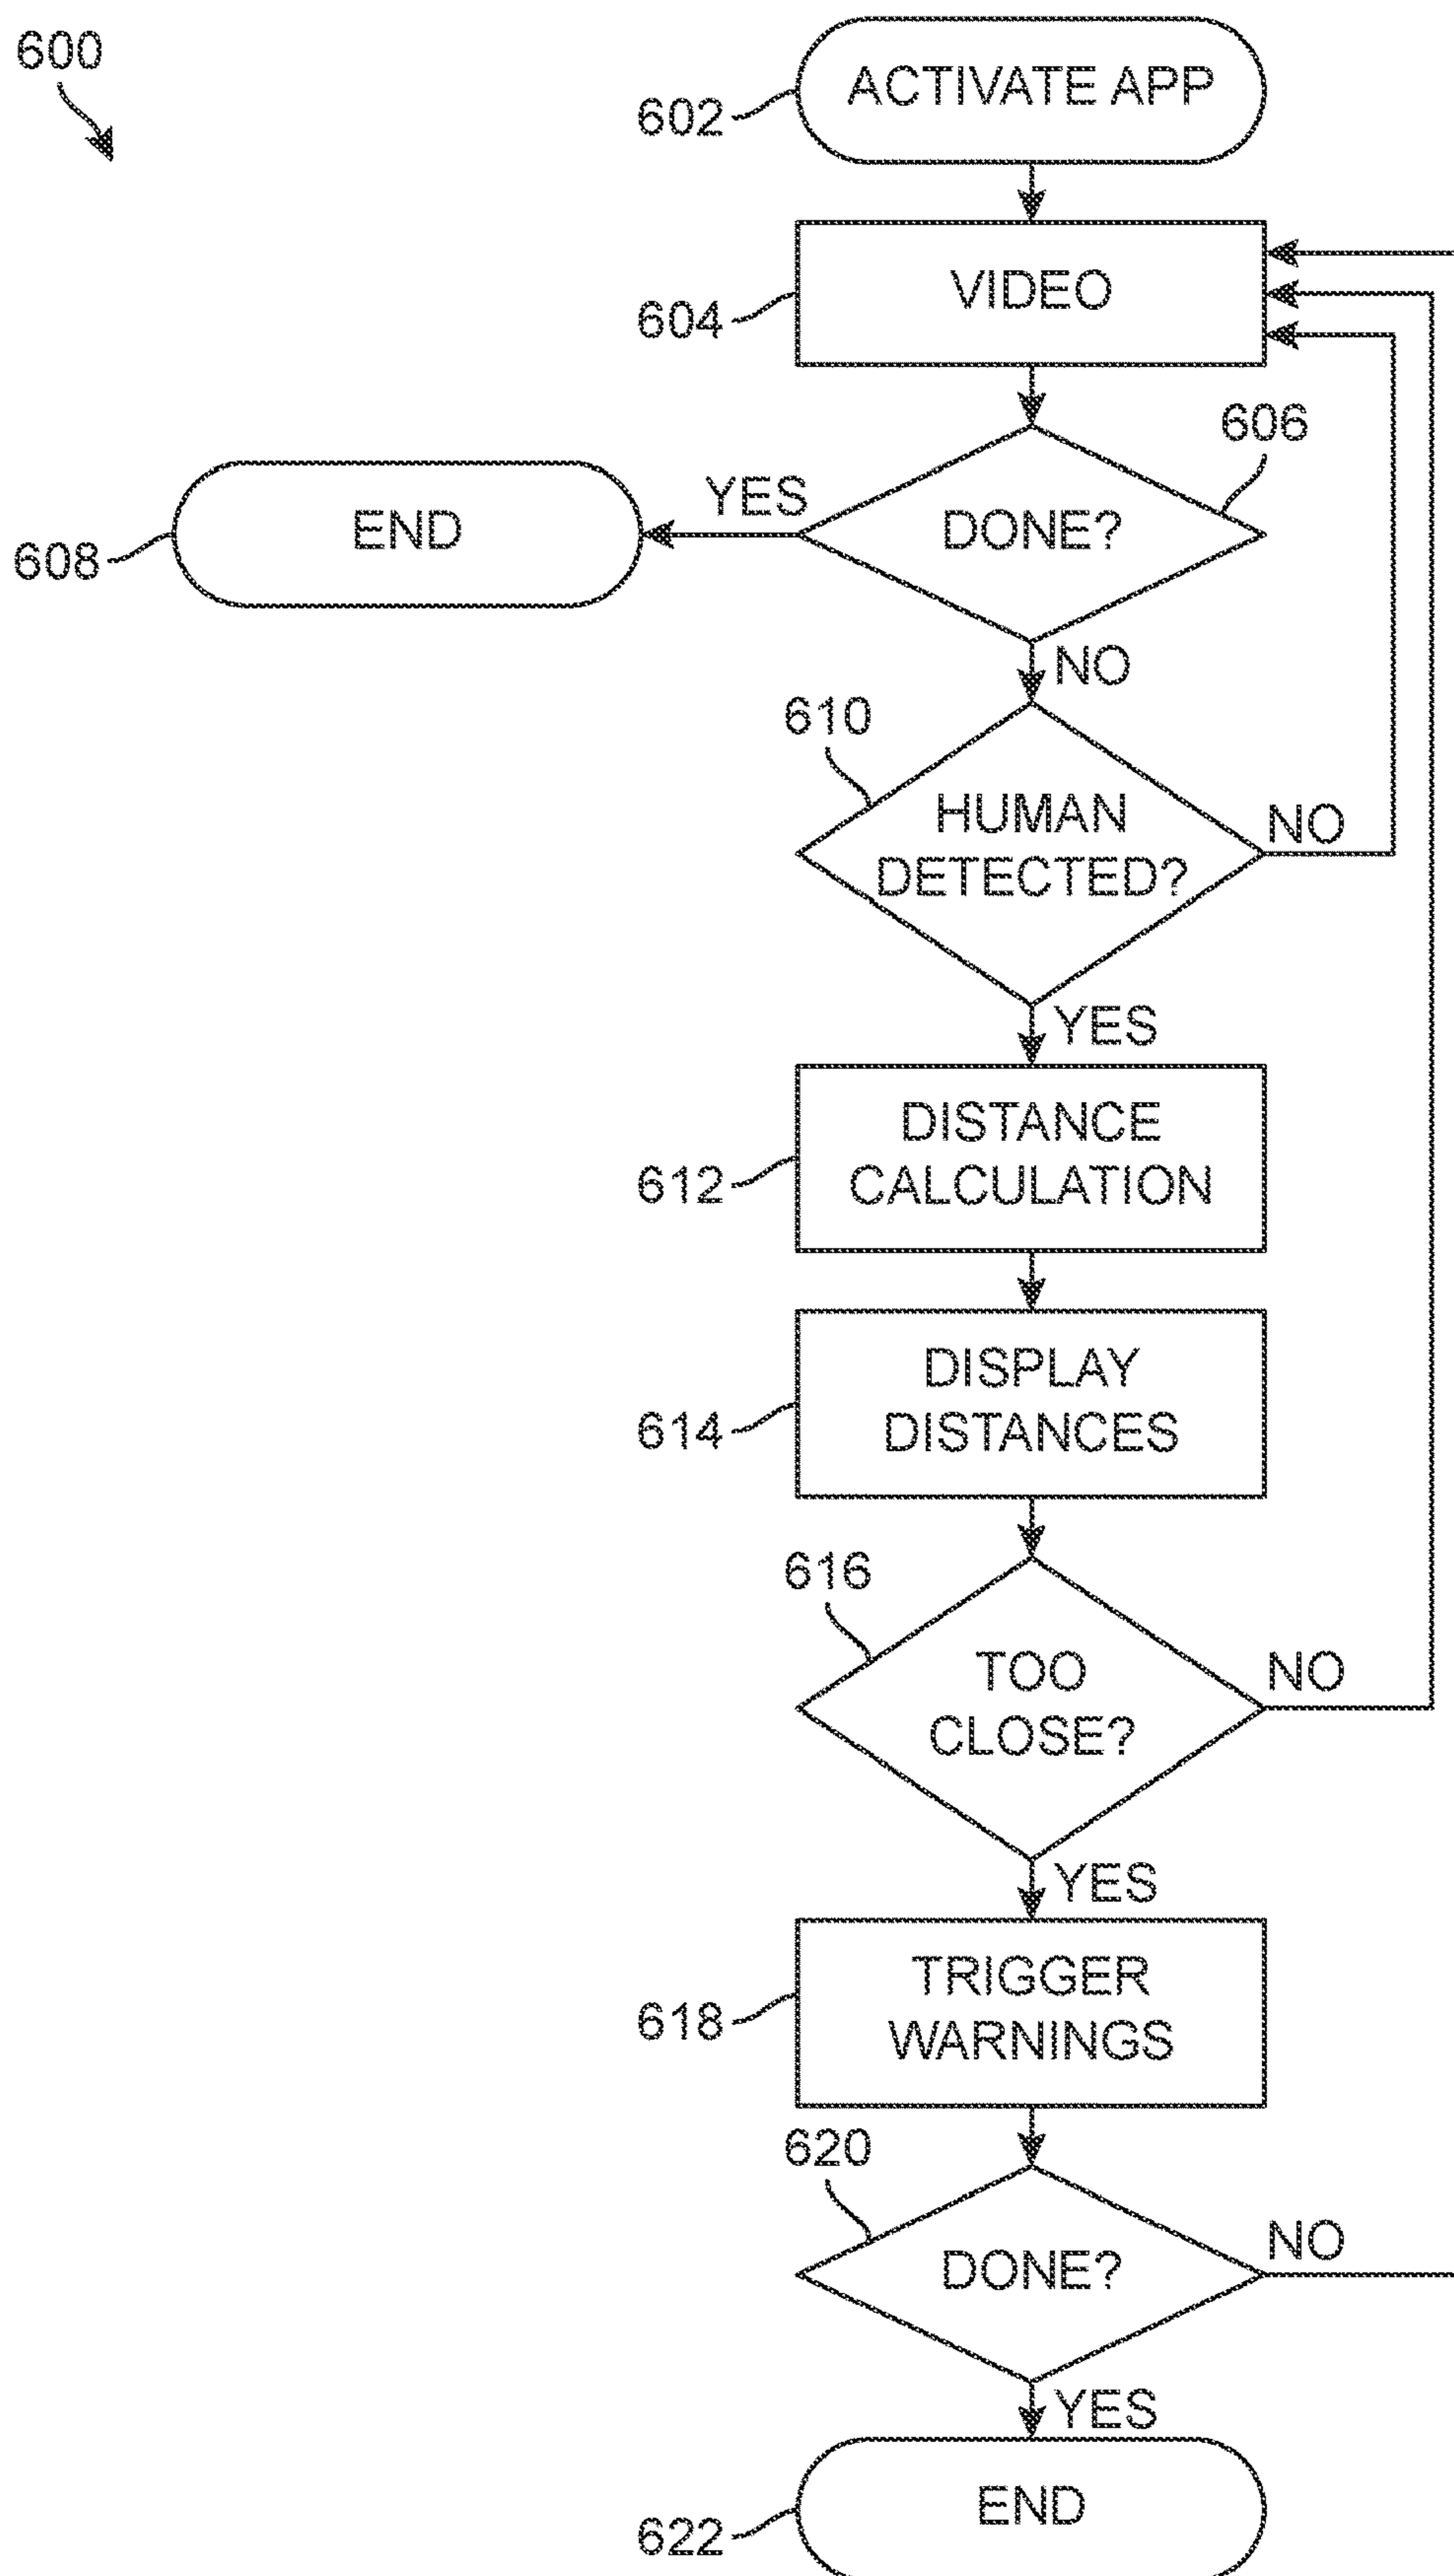 600
ACTIVATE APP
602
VIDEO
604
606
YES
DONE?
END
608
NO
610
HUMAN
DETECTED?
NO
YES
DISTANCE
CALCULATION
612
DISPLAY
DISTANCES
614
616
TOO
CLOSE?
NO
YES
TRIGGER
WARNINGS
618
620
DONE?
NO
YES
END
622